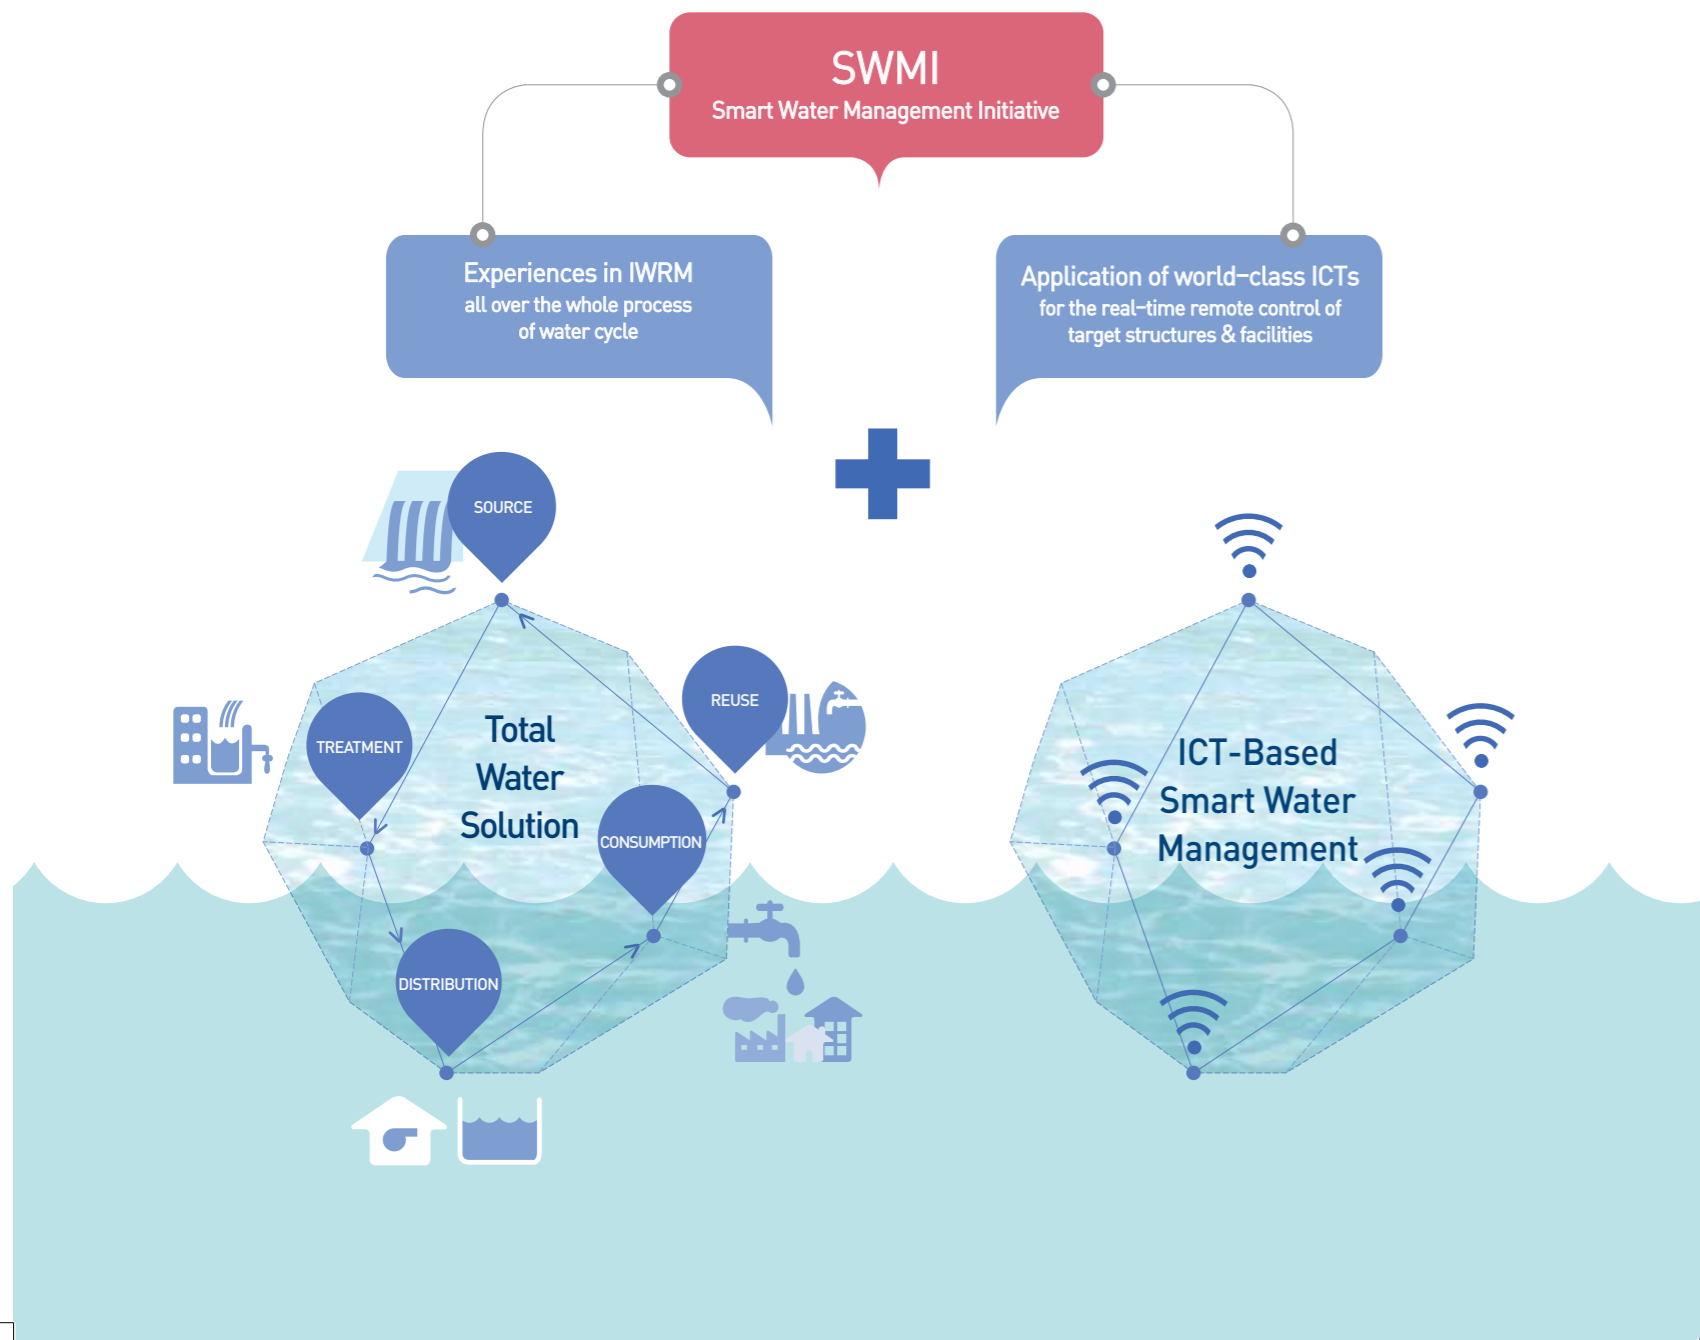 SWMI
Smart Water Management Initiative
Experiences in IWRM
all over the whole process
of water cycle
Application of world-class ICTs
for the real-time remote control of
target structures & facilities
SOURCE
REUSE
TREATMENT
Total
Water
Solution
CONSUMPTION
DISTRIBUTION
ICT-Based
Smart Water
Management